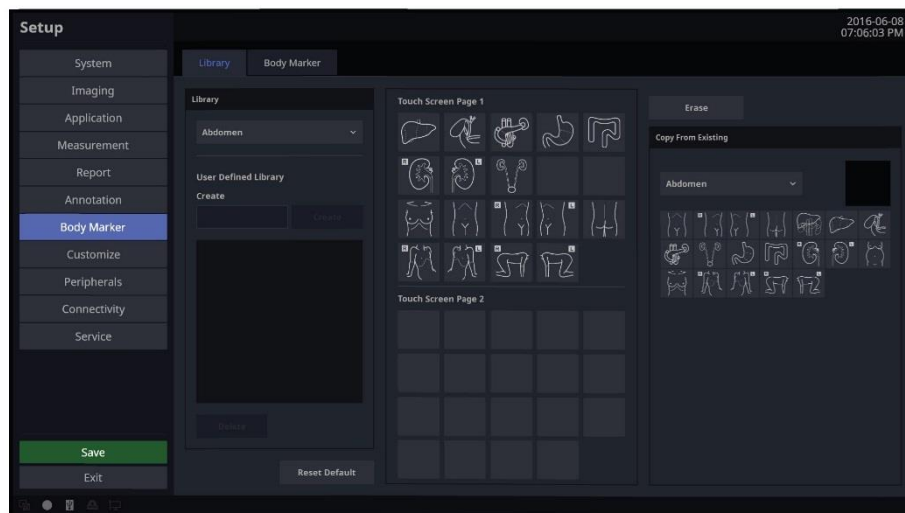 Setup
2016-06-08
07:06:03 PM
System
Imaging
Application
Measurement
Report
Annotation
Body Marker
Customize
Peripherals
Connectivity
Service
Save
Exit
Library
Body Marker
Library
Abdomen
User Defined Library
Create
Create
Delete
Reset Default
Touch Screen Page 1
R
L
R
L
R
L
R
L
Touch Screen Page 2
Erase
Copy From Existing
Abdomen
R
L
R
L
R
L
R
L